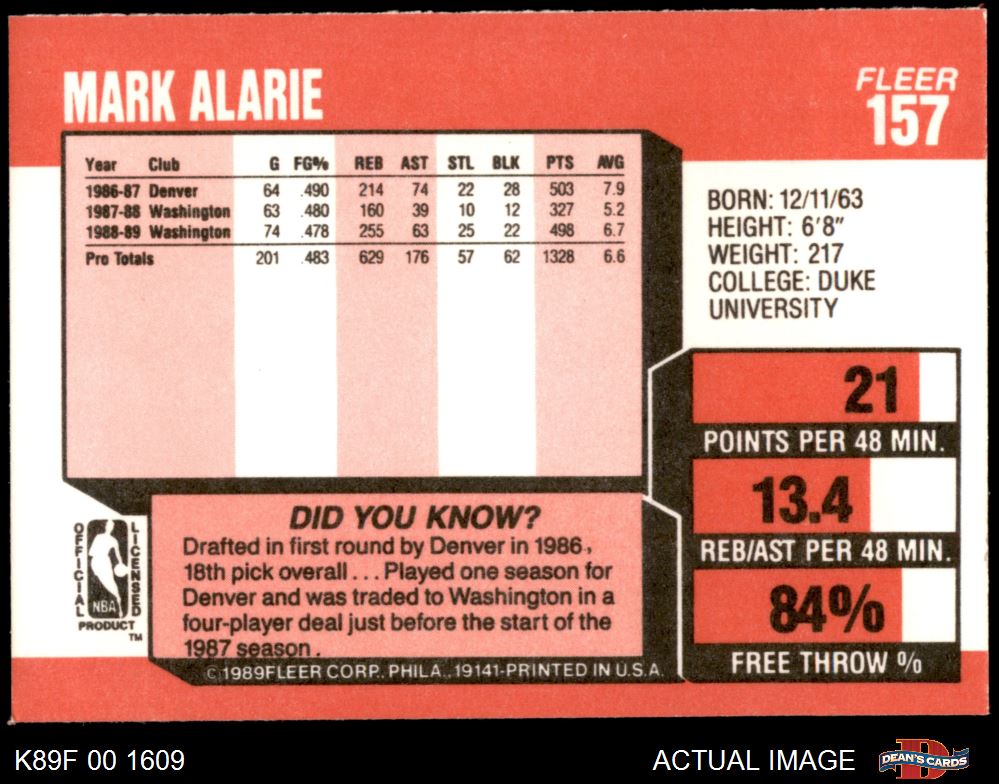 MARK ALARIE
FLEER
157
Year Club G FG% REB AST STL BLK PTS AVG
1986-87 Denver 64 .490 214 74 22 28 503 7.9
1987-88 Washington 63 .480 160 39 10 12 327 5.2
1988-89 Washington 74 .478 255 63 25 22 498 6.7
Pro Totals 201 .483 629 176 57 62 1328 6.6
BORN: 12/11/63
HEIGHT: 6'8"
WEIGHT: 217
COLLEGE: DUKE
UNIVERSITY
21
POINTS PER 48 MIN.
13.4
REB/AST PER 48 MIN.
84%
FREE THROW %
OFFICIAL
LICENSED
NBA
PRODUCT
TM
DID YOU KNOW?
Drafted in first round by Denver in 1986,
18th pick overall . . . Played one season for
Denver and was traded to Washington in a
four-player deal just before the start of the
1987 season.
©1989FLEER CORP. PHILA., 19141-PRINTED IN U.S.A.
K89F 00 1609
ACTUAL IMAGE
D
DEAN'S CARDS